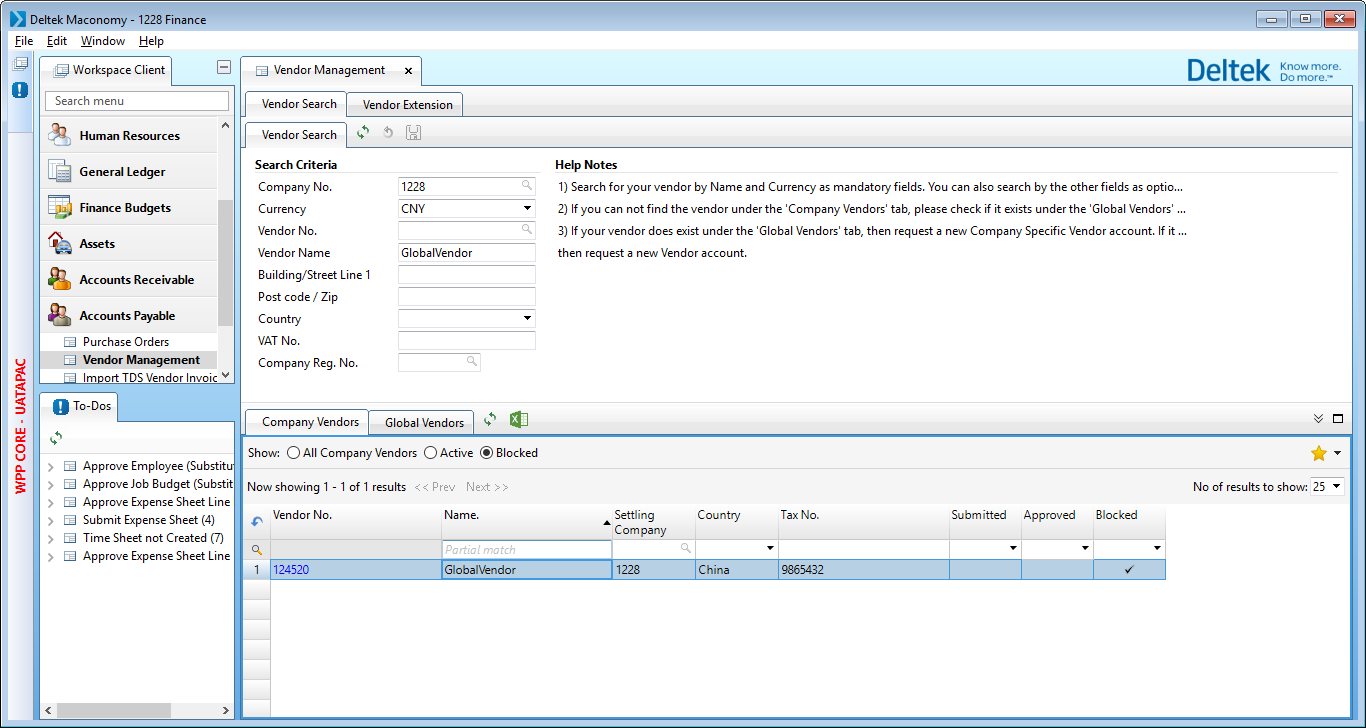 Deltek Maconomy - 1228 Finance
File Edit Window Help
Workspace Client
Search menu
Human Resources
General Ledger
Finance Budgets
Assets
Accounts Receivable
Accounts Payable
Purchase Orders
Vendor Management
Import TDS Vendor Invoic
WPP CORE - UATAPAC
To-Dos
Approve Employee (Substitu
Approve Job Budget (Substit
Approve Expense Sheet Line
Submit Expense Sheet (4)
Time Sheet not Created (7)
Approve Expense Sheet Line
Vendor Management
Deltek Know more.
Do more.™
Vendor Search Vendor Extension
Vendor Search
Search Criteria
Company No. 1228
Currency CNY
Vendor No.
Vendor Name GlobalVendor
Building/Street Line 1
Post code / Zip
Country
VAT No.
Company Reg. No.
Help Notes
1) Search for your vendor by Name and Currency as mandatory fields. You can also search by the other fields as optio...
2) If you can not find the vendor under the 'Company Vendors' tab, please check if it exists under the 'Global Vendors' ...
3) If your vendor does exist under the 'Global Vendors' tab, then request a new Company Specific Vendor account. If it ...
then request a new Vendor account.
Company Vendors Global Vendors
Show: All Company Vendors Active Blocked
Now showing 1 - 1 of 1 results << Prev Next >> No of results to show: 25
Vendor No. Name. Settling Company Country Tax No. Submitted Approved Blocked
Partial match
1 124520 GlobalVendor 1228 China 9865432 ✓